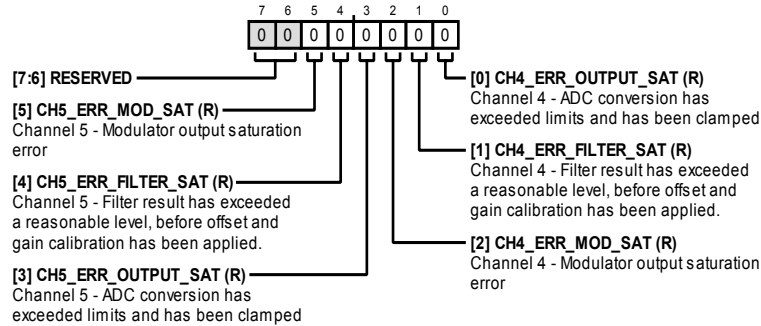 7 6 5 4 3 2 1 0
0 0 0 0 0 0 0 0
[7:6] RESERVED
[5] CH5_ERR_MOD_SAT (R)
Channel 5 - Modulator output saturation
error
[4] CH5_ERR_FILTER_SAT (R)
Channel 5 - Filter result has exceeded
a reasonable level, before offset and
gain calibration has been applied.
[3] CH5_ERR_OUTPUT_SAT (R)
Channel 5 - ADC conversion has
exceeded limits and has been clamped
[0] CH4_ERR_OUTPUT_SAT (R)
Channel 4 - ADC conversion has
exceeded limits and has been clamped
[1] CH4_ERR_FILTER_SAT (R)
Channel 4 - Filter result has exceeded
a reasonable level, before offset and
gain calibration has been applied.
[2] CH4_ERR_MOD_SAT (R)
Channel 4 - Modulator output saturation
error